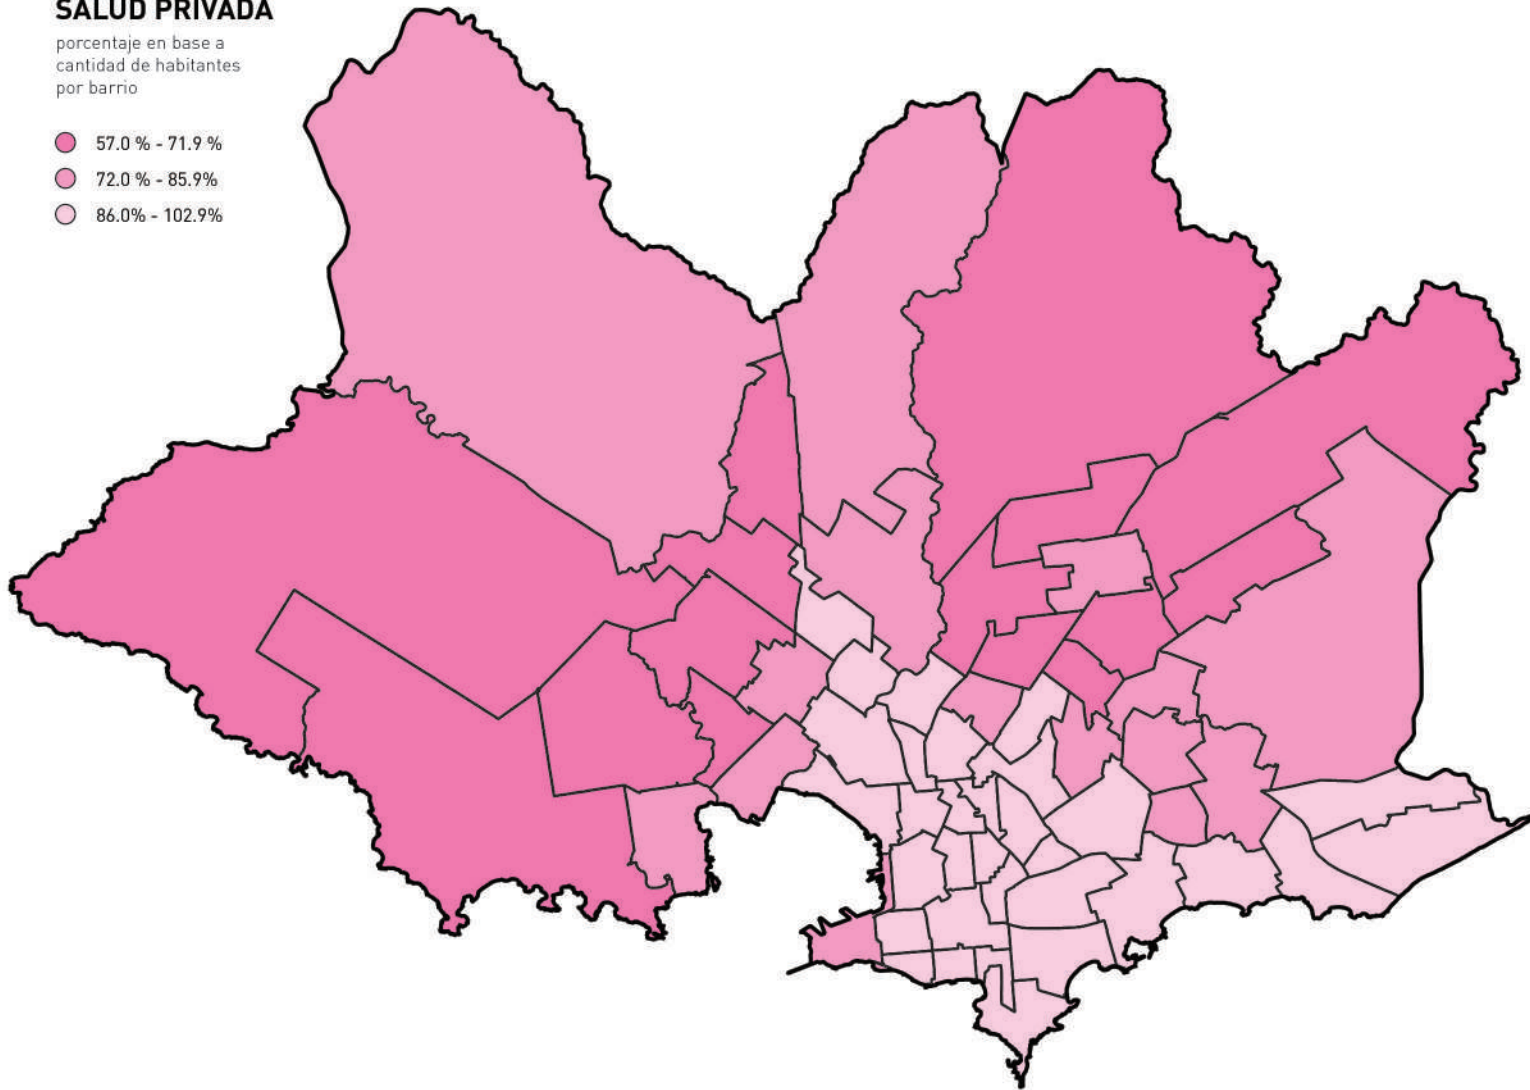 SALUD PRIVADA
porcentaje en base a
cantidad de habitantes
por barrio
57.0 % - 71.9 %
72.0 % - 85.9%
86.0% - 102.9%